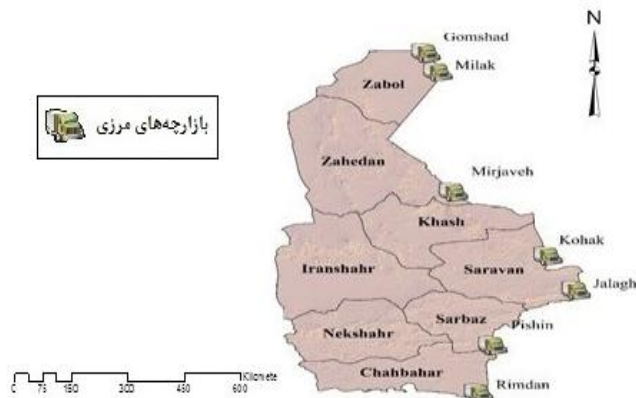 N
Gomshad
Milak
Zabol
بازارچه‌های مرزی
Zahedan
Mirjaveh
Khash
Kohak
Iranshahr
Saravan
Jalagh
Sarbaz
Pishin
Nekshahr
Chahbahar
Rimdan
Kilomete
0 75 150 300 450 600